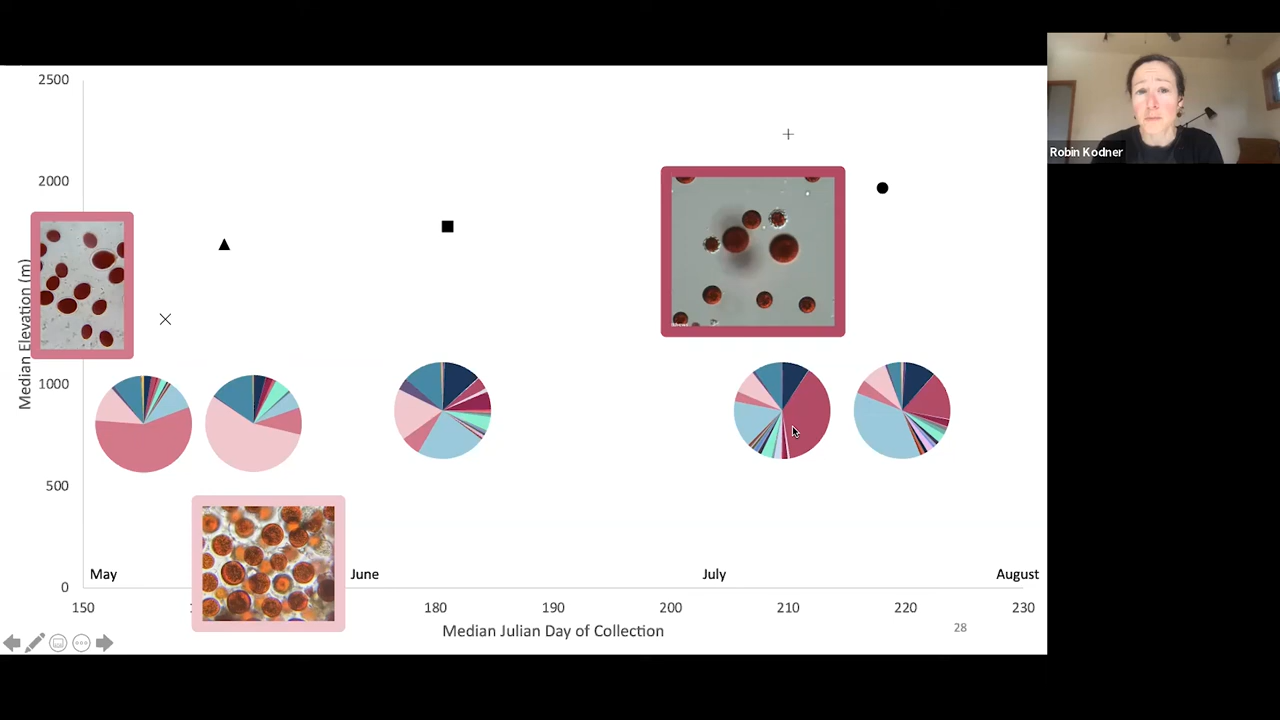 2500
2000
1000
500
0
Median Elevation (m)
May
June
July
August
150
180
190
200
210
220
230
Median Julian Day of Collection
28
Robin Kodner